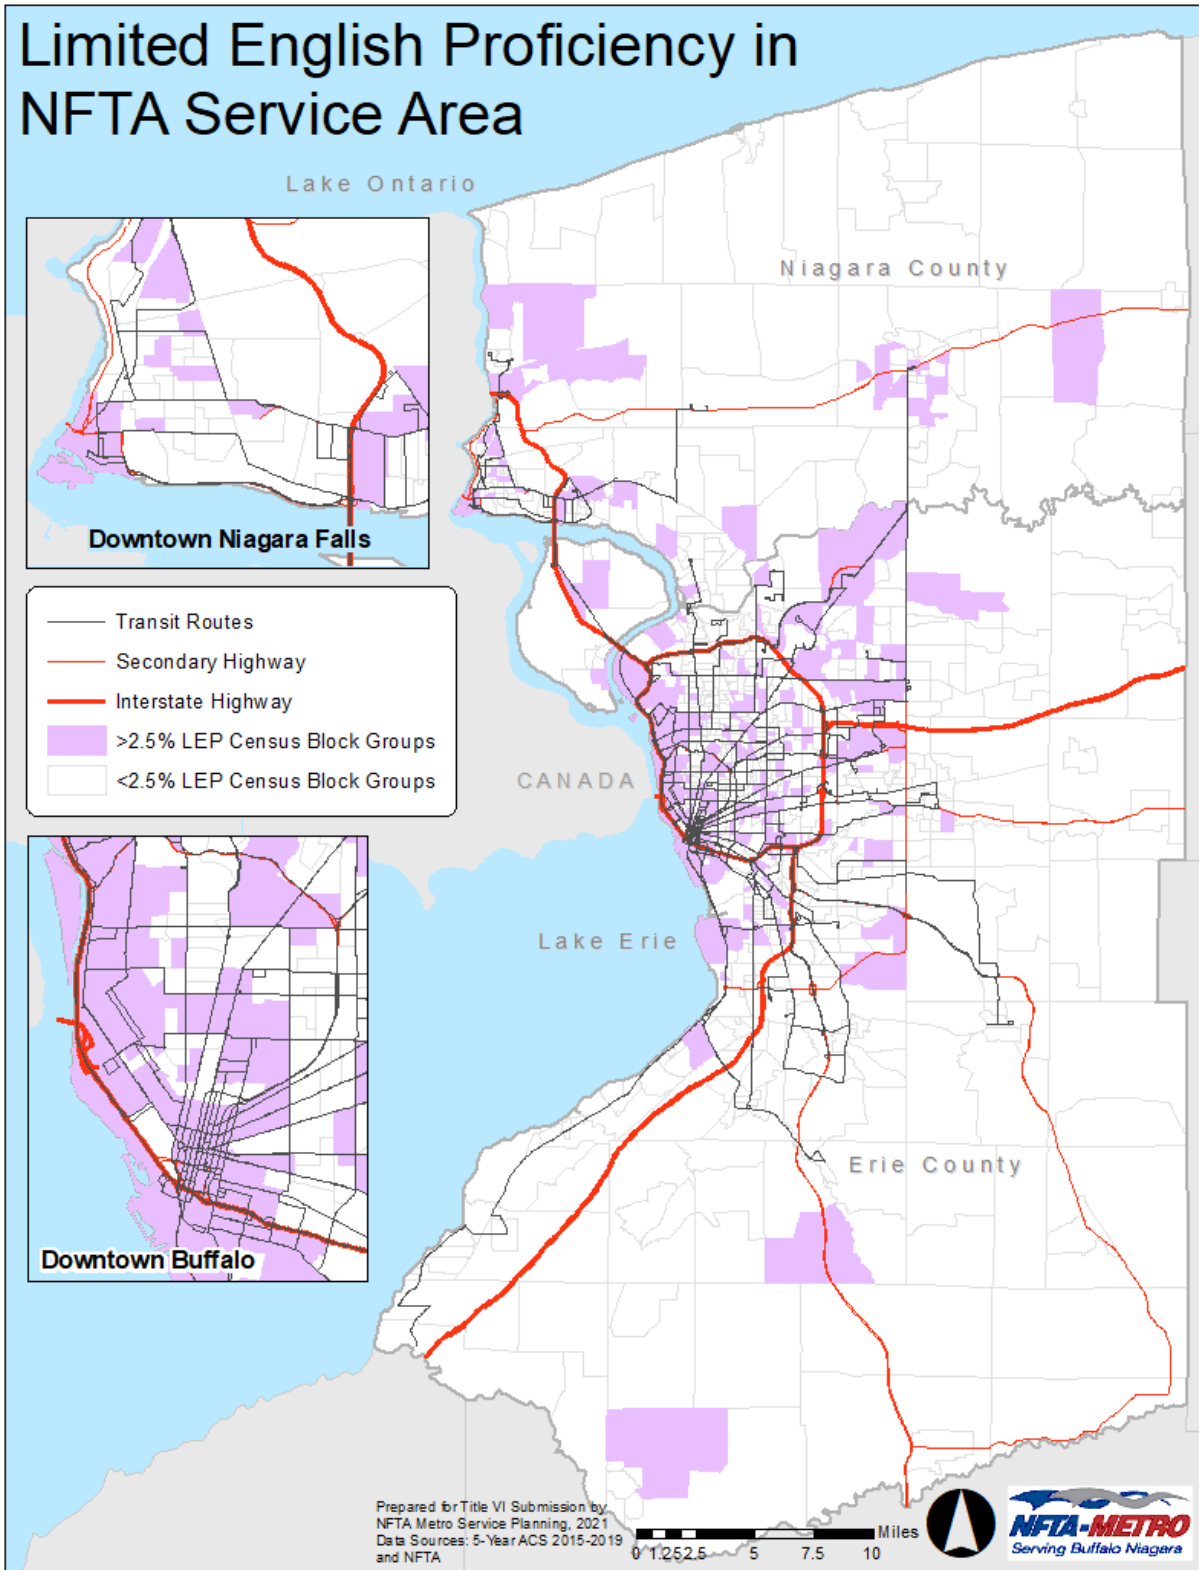 Limited English Proficiency in
NFTA Service Area
Lake Ontario
Niagara County
Downtown Niagara Falls
Transit Routes
Secondary Highway
Interstate Highway
>2.5% LEP Census Block Groups
<2.5% LEP Census Block Groups
CANADA
Lake Erie
Downtown Buffalo
Erie County
Prepared for Title VI Submission by
NFTA Metro Service Planning, 2021
Data Sources: 5-Year ACS 2015-2019
and NFTA
Miles
0 1.25 2.5 5 7.5 10
NFTA-METRO
Serving Buffalo Niagara